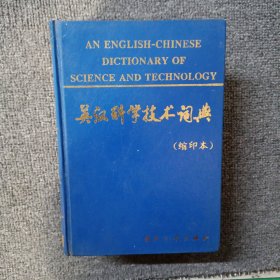 AN ENGLISH-CHINESE
DICTIONARY OF
SCIENCE AND TECHNOLOGY
英汉科学技术词典
(缩印本)